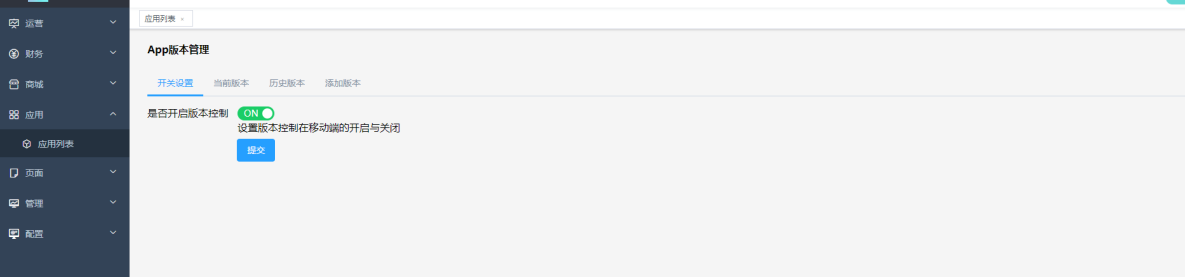 运营
财务
商城
应用
应用列表
页面
管理
配置
应用列表 ×
App版本管理
开关设置 当前版本 历史版本 添加版本
是否开启版本控制 ON
设置版本控制在移动端的开启与关闭
提交